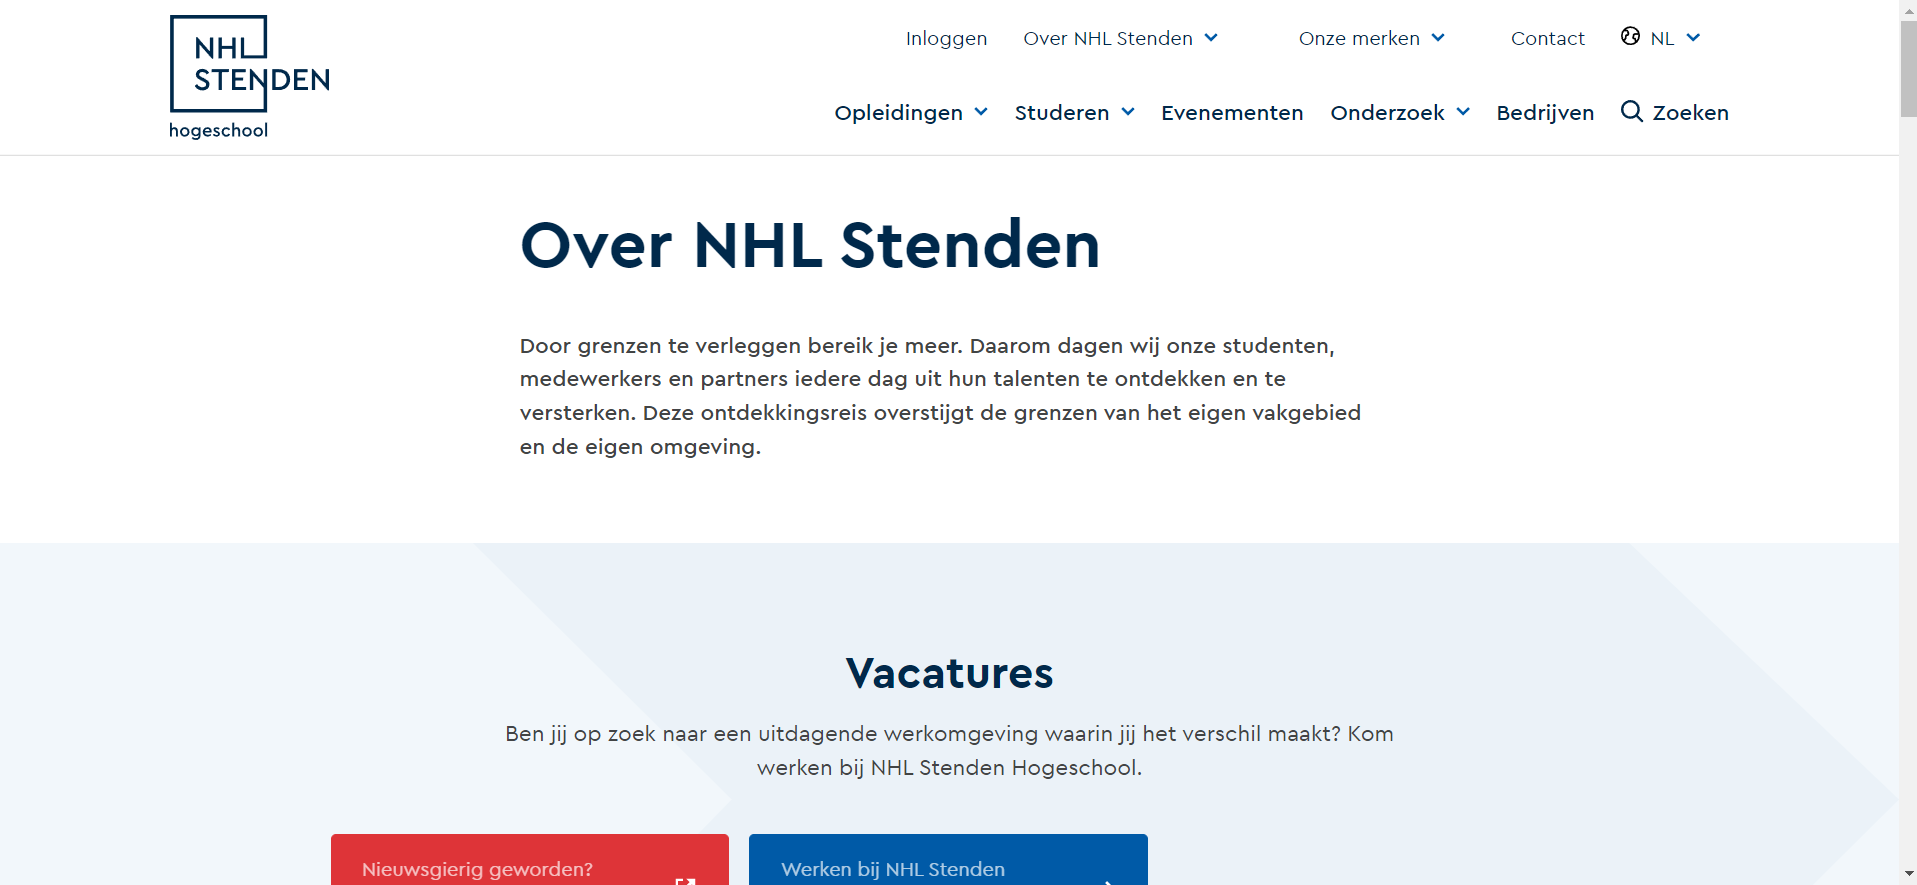 NHL
STENDEN
hogeschool
Inloggen Over NHL Stenden Onze merken Contact NL
Opleidingen Studeren Evenementen Onderzoek Bedrijven Zoeken
Over NHL Stenden
Door grenzen te verleggen bereik je meer. Daarom dagen wij onze studenten,
medewerkers en partners iedere dag uit hun talenten te ontdekken en te
versterken. Deze ontdekkingsreis overstijgt de grenzen van het eigen vakgebied
en de eigen omgeving.
Vacatures
Ben jij op zoek naar een uitdagende werkomgeving waarin jij het verschil maakt? Kom
werken bij NHL Stenden Hogeschool.
Nieuwsgierig geworden? Werken bij NHL Stenden